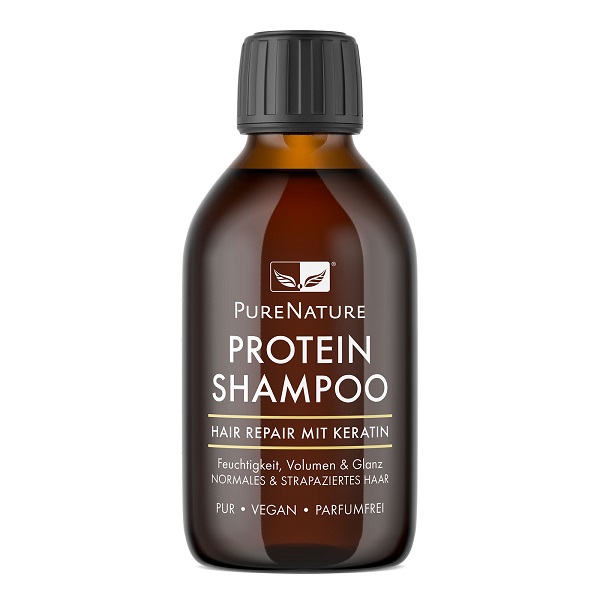 ®
PureNature
PROTEIN
SHAMPOO
HAIR REPAIR MIT KERATIN
Feuchtigkeit, Volumen & Glanz
NORMALES & STRAPAZIERTES HAAR
PUR • VEGAN • PARFUMFREI